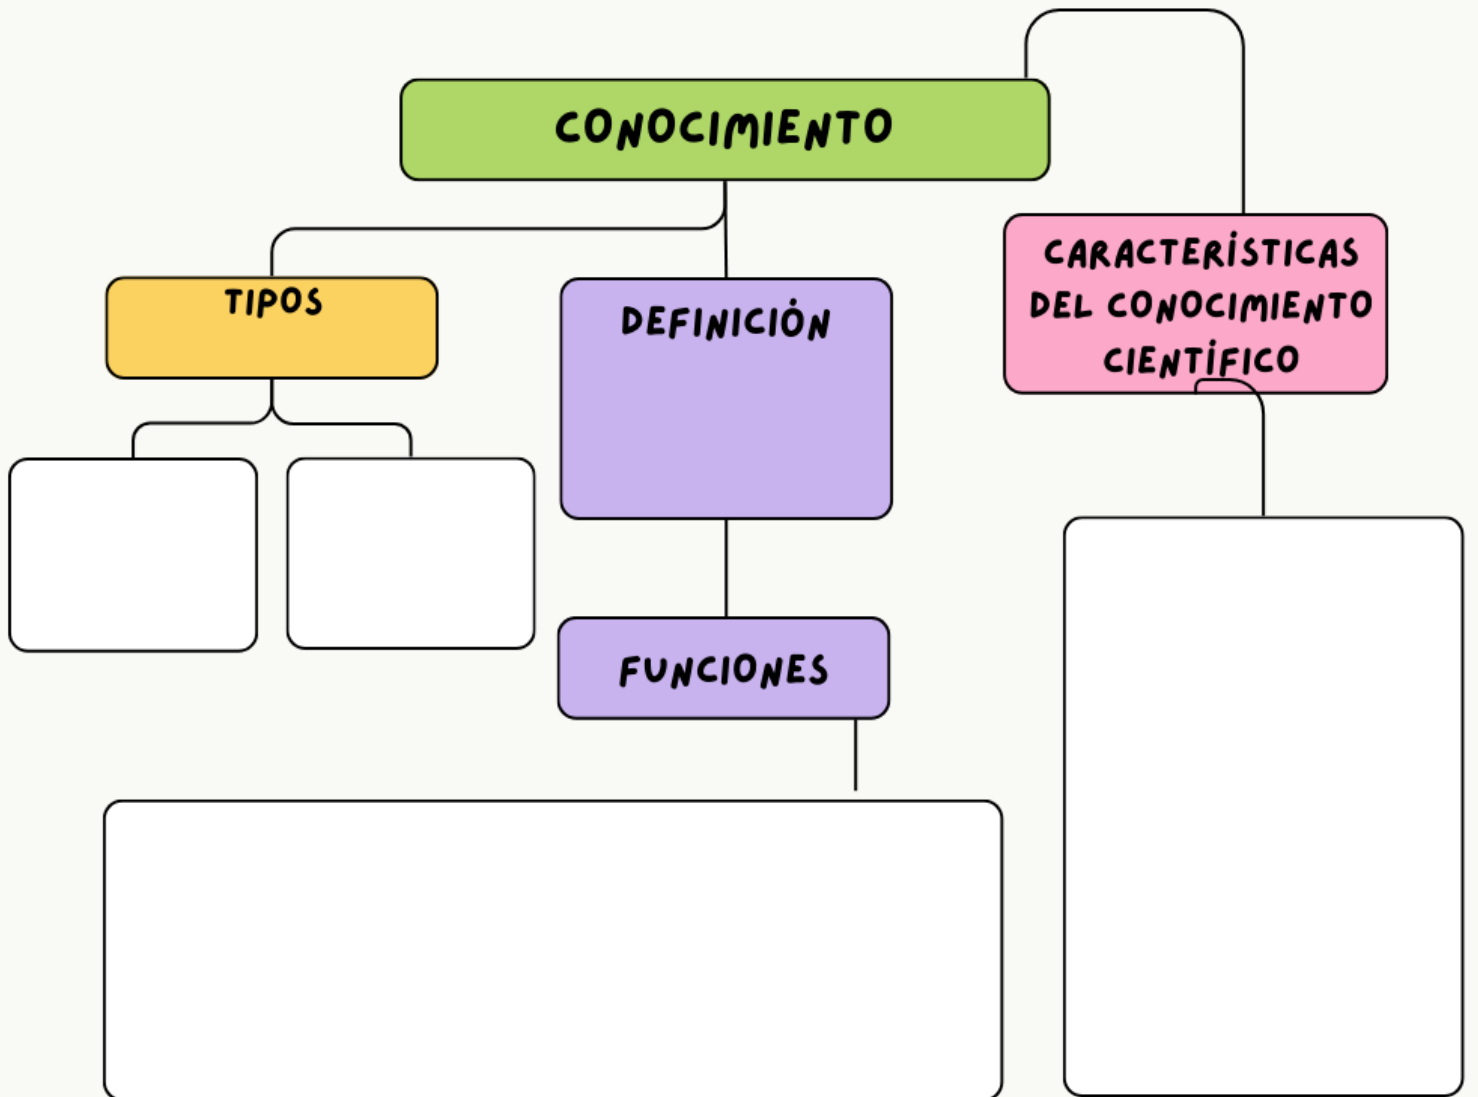 CONOCIMIENTO
TIPOS
DEFINICIÓN
CARACTERÍSTICAS
DEL CONOCIMIENTO
CIENTÍFICO
FUNCIONES